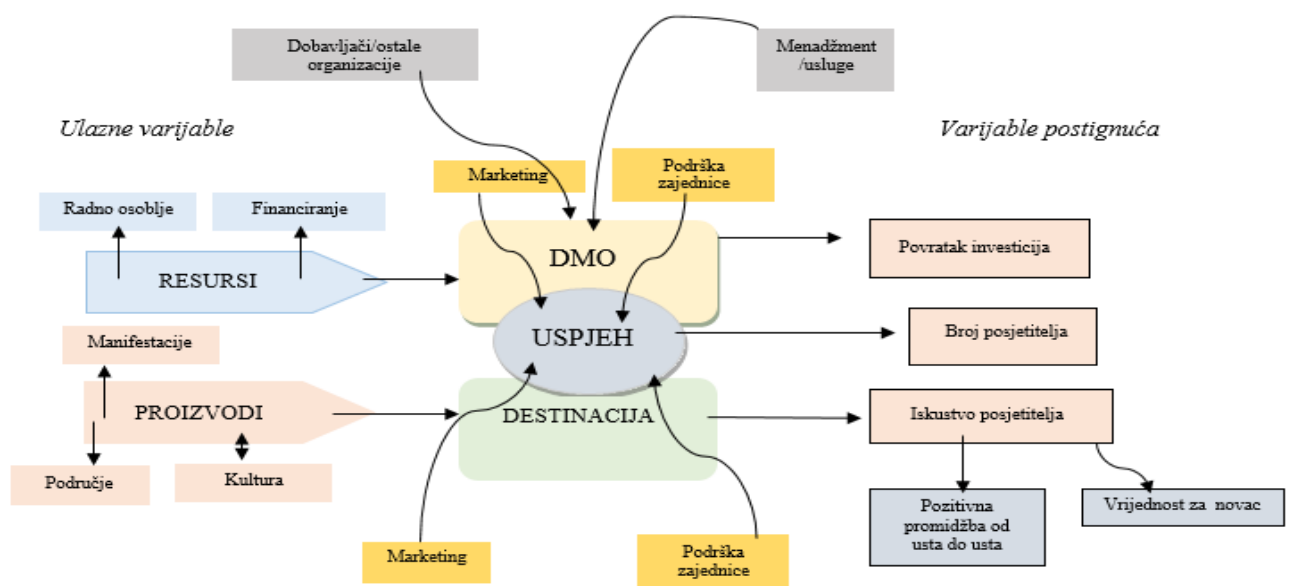 Dobavljači/ostale
organizacije
Menadžment
/usluge
Ulazne varijable
Varijable postignuća
Marketing
Podrška
zajednice
Radno osoblje
Financiranje
RESURSI
DMO
Povratak investicija
Manifestacije
USPJEH
Broj posjetitelja
PROIZVODI
DESTINACIJA
Iskustvo posjetitelja
Područje
Kultura
Pozitivna
promidžba od
usta do usta
Vrijednost za novac
Marketing
Podrška
zajednice